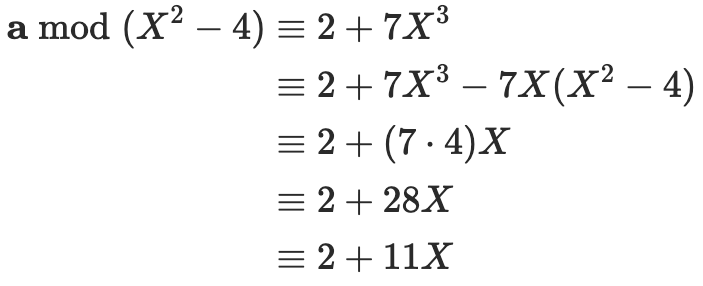 a mod (X² − 4) ≡ 2 + 7X³
≡ 2 + 7X³ − 7X(X² − 4)
≡ 2 + (7 · 4)X
≡ 2 + 28X
≡ 2 + 11X